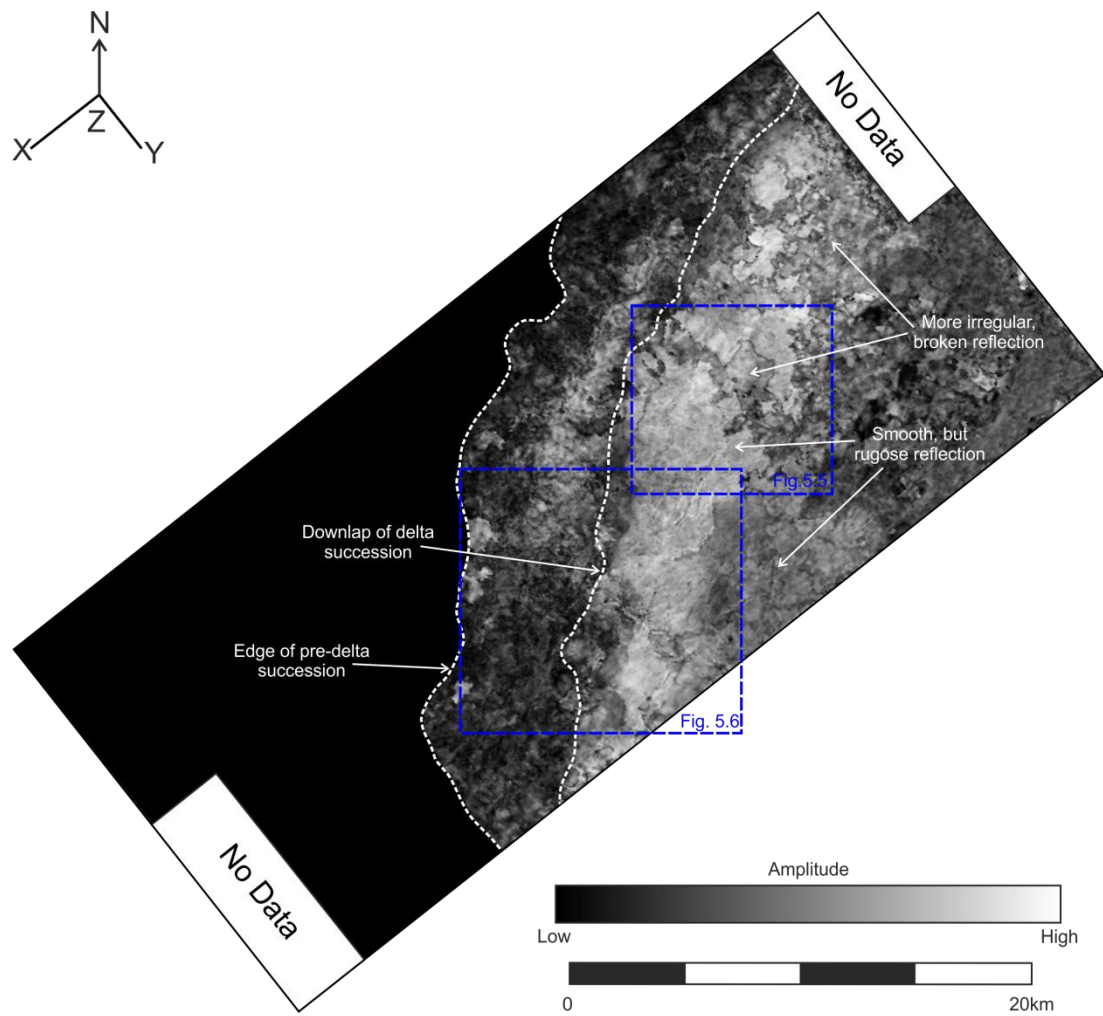 N
X
Z
Y
No Data
More irregular,
broken reflection
Smooth, but
rugose reflection
Fig.5.5
Downlap of delta
succession
Edge of pre-delta
succession
Fig. 5.6
No Data
Amplitude
Low
High
0
20km